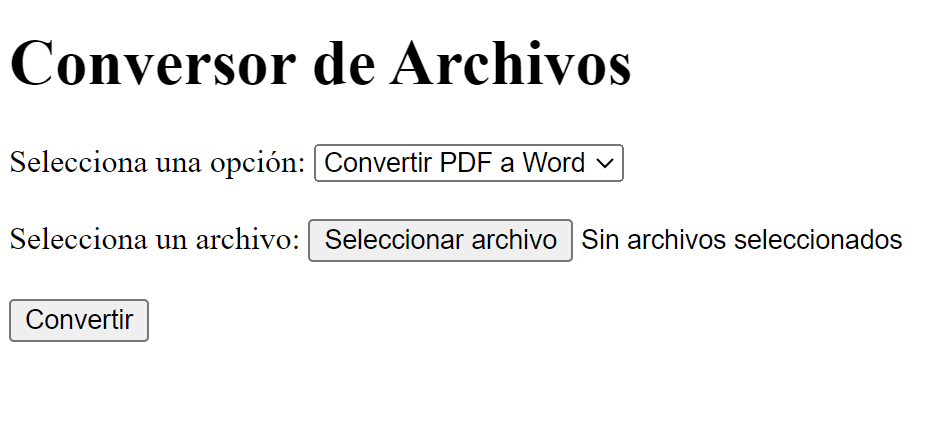 Conversor de Archivos
Selecciona una opción: Convertir PDF a Word
Selecciona un archivo: Seleccionar archivo Sin archivos seleccionados
Convertir